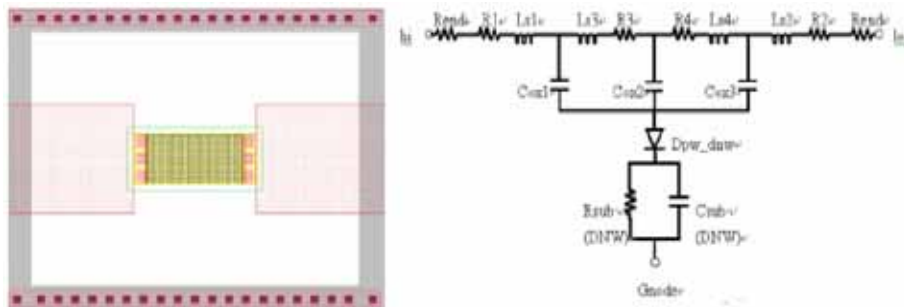 Rend R1 Ls1 Ls3 R3 R4 Ls4 Ls2 R2 Rend
Cox1 Cox2 Cox3
Dpw_dnw
Rsub Csub
(DNW) (DNW)
Gnode